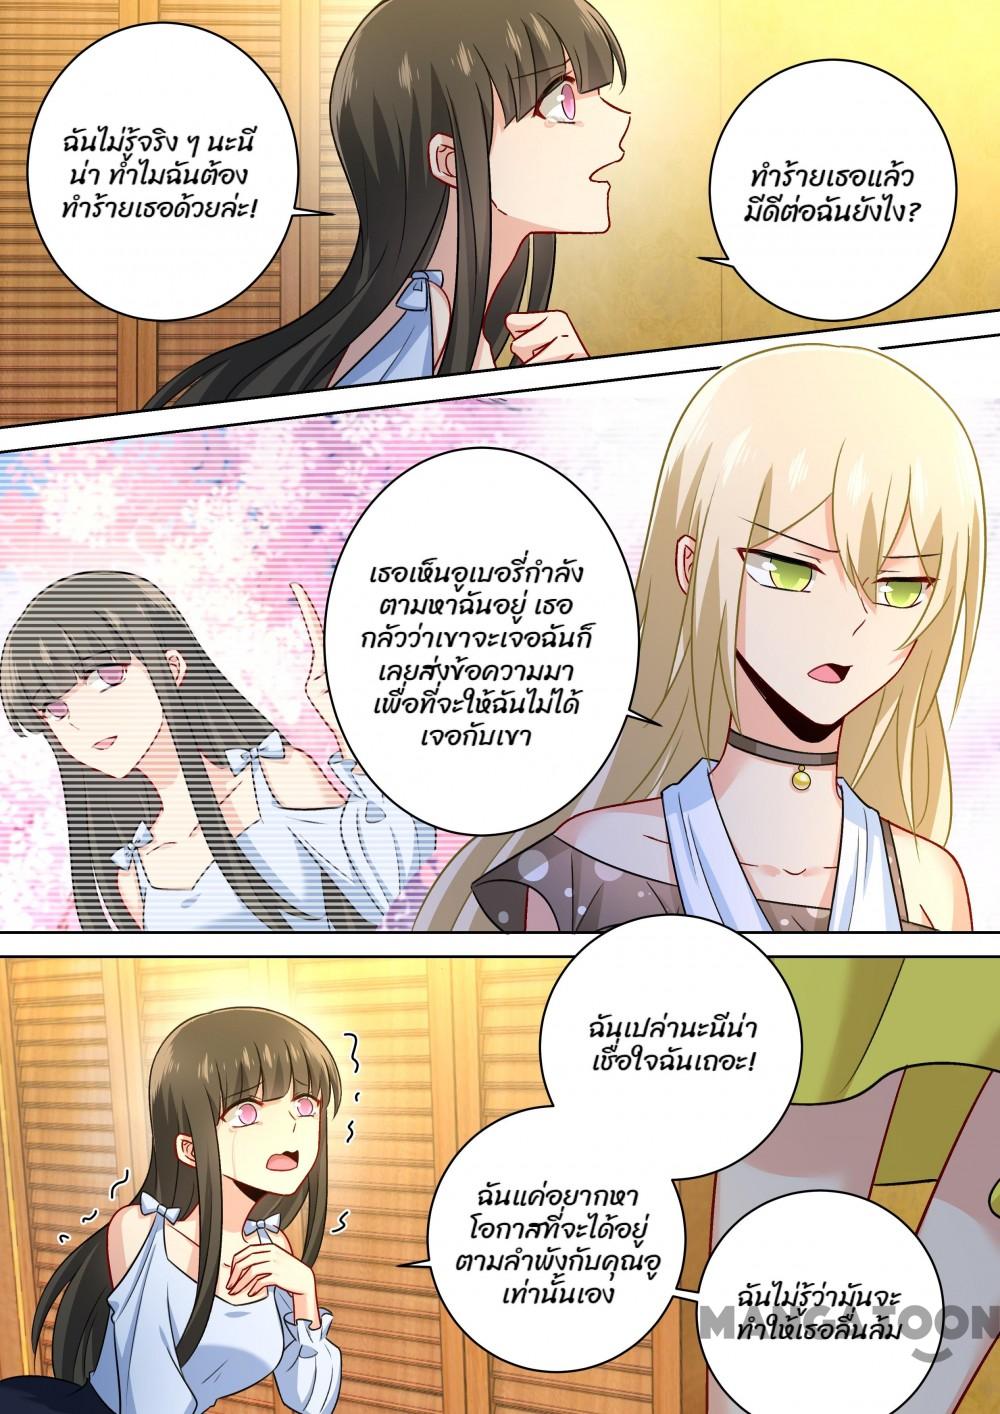 ฉันไม่รู้จริง ๆ นะนี
น่า ทำไมฉันต้อง
ทำร้ายเธอด้วยล่ะ!
ทำร้ายเธอแล้ว
มีดีต่อฉันยังไง?
เธอเห็นอูเบอรี่กำลัง
ตามหาฉันอยู่ เธอ
กลัวว่าเขาจะเจอฉันก็
เลยส่งข้อความมา
เพื่อที่จะให้ฉันไม่ได้
เจอกับเขา
ฉันเปล่านะนีน่า
เชื่อใจฉันเถอะ!
ฉันแค่อยากหา
โอกาสที่จะได้อยู่
ตามลำพังกับคุณอู
เท่านั้นเอง
ฉันไม่รู้ว่ามันจะ
ทำให้เธอลื่นล้ม
MANGATOON